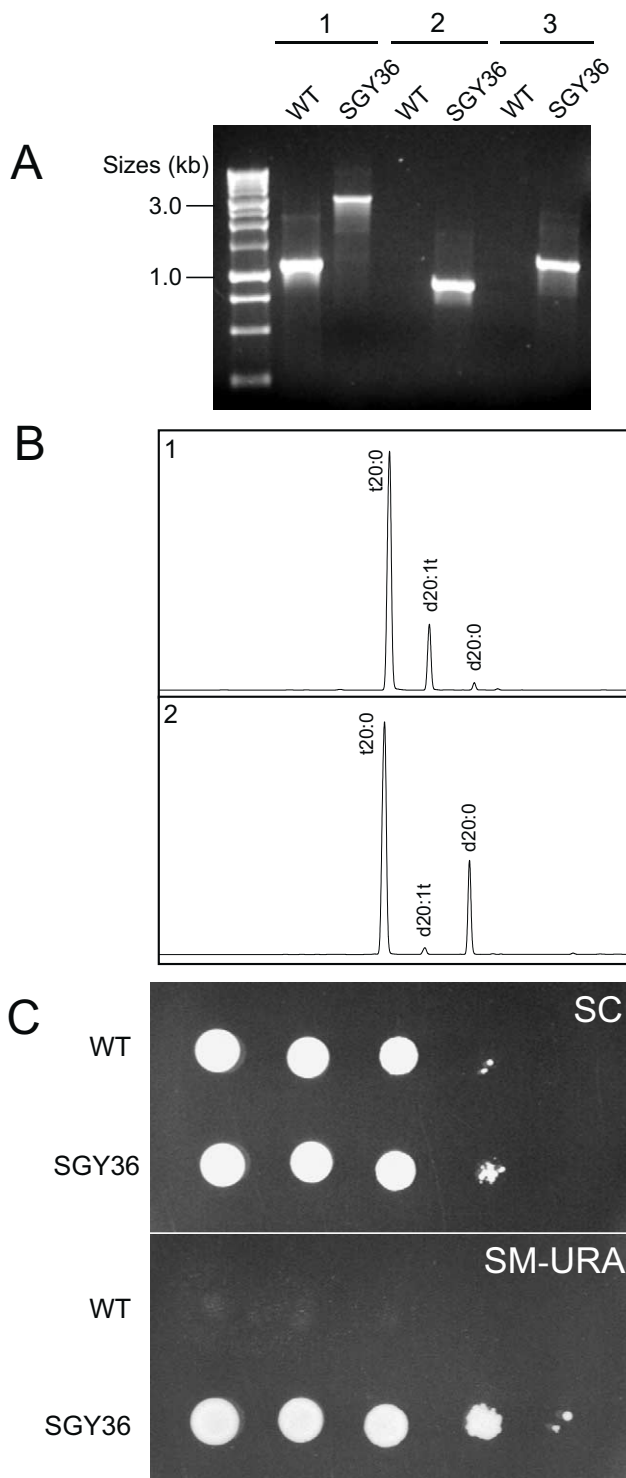 1 2 3
WT SGY36 WT SGY36 WT SGY36
A
Sizes (kb)
3.0
1.0
B
1
t20:0
d20:1t
d20:0
2
t20:0
d20:1t
d20:0
C
SC
WT
SGY36
SM-URA
WT
SGY36